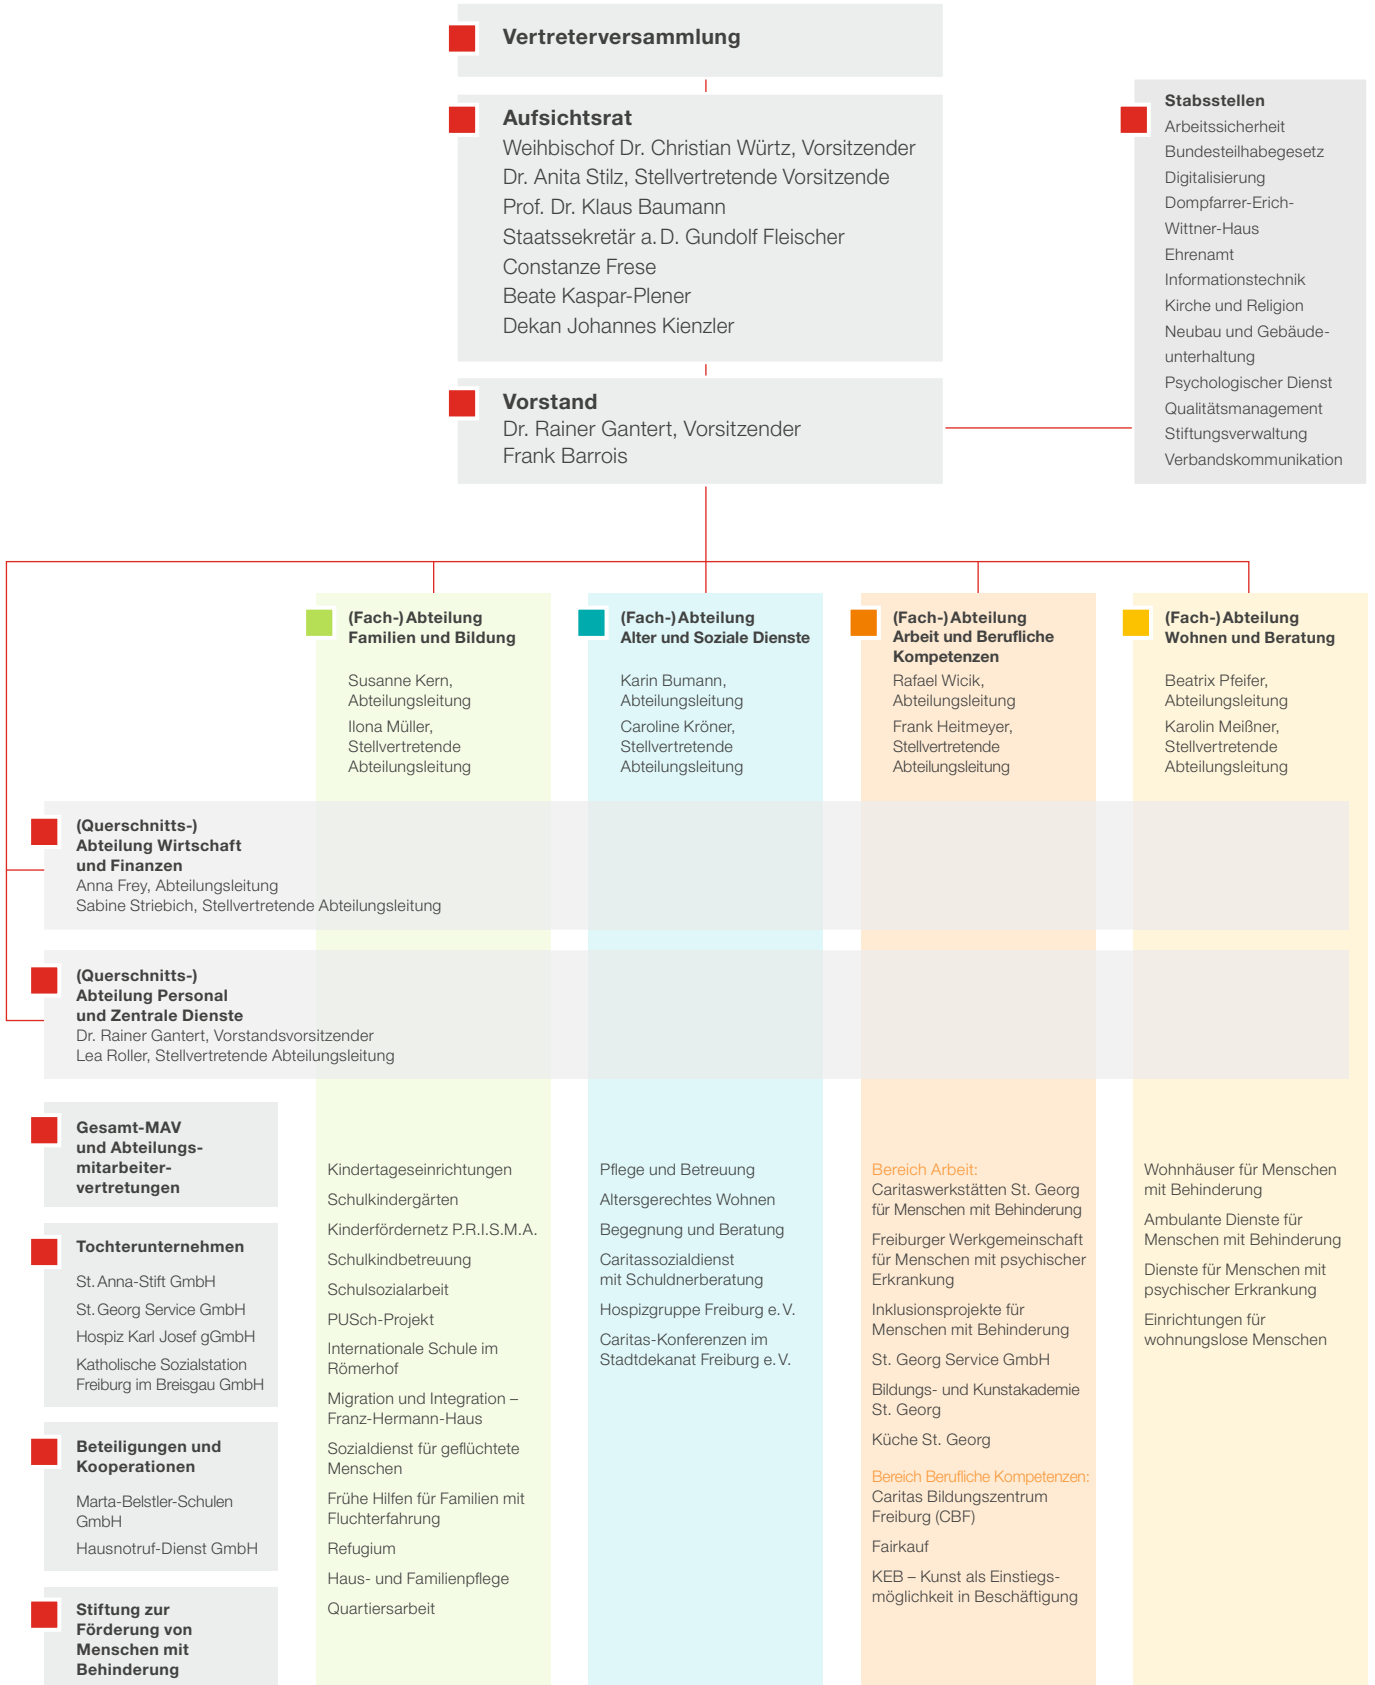 Vertreterversammlung
Aufsichtsrat
Weihbischof Dr. Christian Würtz, Vorsitzender
Dr. Anita Stilz, Stellvertretende Vorsitzende
Prof. Dr. Klaus Baumann
Staatssekretär a. D. Gundolf Fleischer
Constanze Frese
Beate Kaspar-Plener
Dekan Johannes Kienzler
Vorstand
Dr. Rainer Gantert, Vorsitzender
Frank Barrois
Stabsstellen
Arbeitssicherheit
Bundesteilhabegesetz
Digitalisierung
Dompfarrer-Erich-
Wittner-Haus
Ehrenamt
Informationstechnik
Kirche und Religion
Neubau und Gebäude-
unterhaltung
Psychologischer Dienst
Qualitätsmanagement
Stiftungsverwaltung
Verbandskommunikation
(Fach-) Abteilung
Familien und Bildung
Susanne Kern,
Abteilungsleitung
Ilona Müller,
Stellvertretende
Abteilungsleitung
(Fach-) Abteilung
Alter und Soziale Dienste
Karin Bumann,
Abteilungsleitung
Caroline Kröner,
Stellvertretende
Abteilungsleitung
(Fach-) Abteilung
Arbeit und Berufliche
Kompetenzen
Rafael Wicik,
Abteilungsleitung
Frank Heitmeyer,
Stellvertretende
Abteilungsleitung
(Fach-) Abteilung
Wohnen und Beratung
Beatrix Pfeifer,
Abteilungsleitung
Karolin Meißner,
Stellvertretende
Abteilungsleitung
(Querschnitts-)
Abteilung Wirtschaft
und Finanzen
Anna Frey, Abteilungsleitung
Sabine Striebich, Stellvertretende Abteilungsleitung
(Querschnitts-)
Abteilung Personal
und Zentrale Dienste
Dr. Rainer Gantert, Vorstandsvorsitzender
Lea Roller, Stellvertretende Abteilungsleitung
Gesamt-MAV
und Abteilungs-
mitarbeiter-
vertretungen
Tochterunternehmen
St. Anna-Stift GmbH
St. Georg Service GmbH
Hospiz Karl Josef gGmbH
Katholische Sozialstation
Freiburg im Breisgau GmbH
Beteiligungen und
Kooperationen
Marta-Belstler-Schulen
GmbH
Hausnotruf-Dienst GmbH
Stiftung zur
Förderung von
Menschen mit
Behinderung
Kindertageseinrichtungen
Schulkindergärten
Kinderfördernetz P.R.I.S.M.A.
Schulkindbetreuung
Schulsozialarbeit
PUSch-Projekt
Internationale Schule im
Römerhof
Migration und Integration –
Franz-Hermann-Haus
Sozialdienst für geflüchtete
Menschen
Frühe Hilfen für Familien mit
Fluchterfahrung
Refugium
Haus- und Familienpflege
Quartiersarbeit
Pflege und Betreuung
Altersgerechtes Wohnen
Begegnung und Beratung
Caritassozialdienst
mit Schuldnerberatung
Hospizgruppe Freiburg e. V.
Caritas-Konferenzen im
Stadtdekanat Freiburg e. V.
Bereich Arbeit:
Caritaswerkstätten St. Georg
für Menschen mit Behinderung
Freiburger Werkgemeinschaft
für Menschen mit psychischer
Erkrankung
Inklusionsprojekte für
Menschen mit Behinderung
St. Georg Service GmbH
Bildungs- und Kunstakademie
St. Georg
Küche St. Georg
Bereich Berufliche Kompetenzen:
Caritas Bildungszentrum
Freiburg (CBF)
Fairkauf
KEB – Kunst als Einstiegs-
möglichkeit in Beschäftigung
Wohnhäuser für Menschen
mit Behinderung
Ambulante Dienste für
Menschen mit Behinderung
Dienste für Menschen mit
psychischer Erkrankung
Einrichtungen für
wohnungslose Menschen